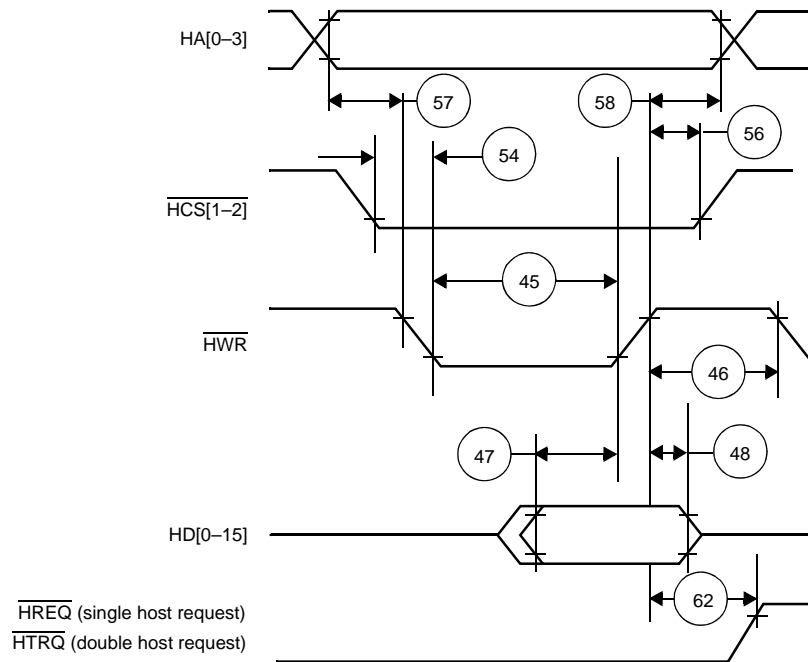 HA[0–3]
57
58
56
54
HCS[1–2]
45
HWR
46
47
48
HD[0–15]
62
HREQ (single host request)
HTRQ (double host request)